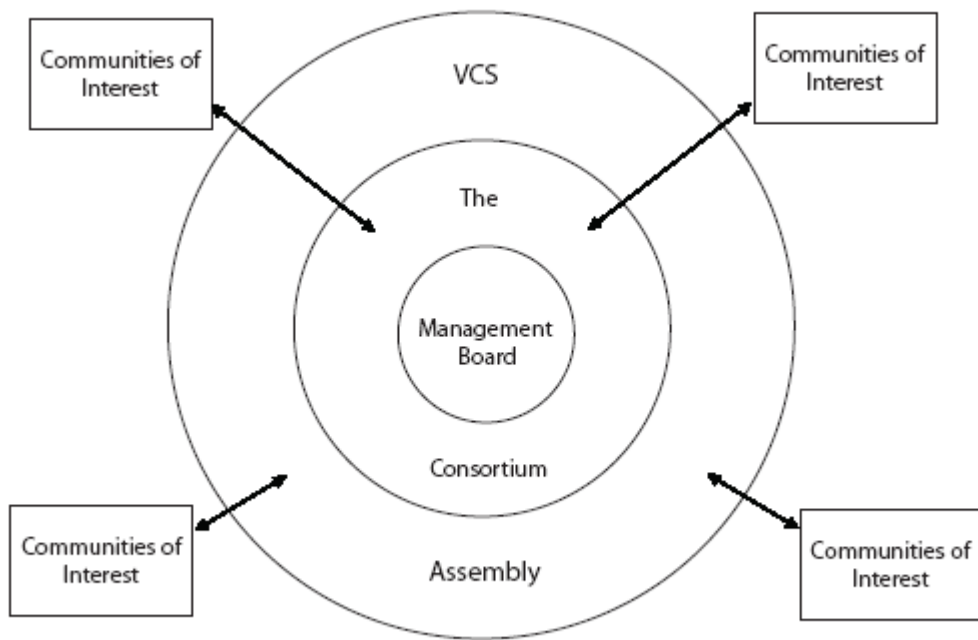 Communities of
Interest
VCS
Communities of
Interest
The
Management
Board
Consortium
Communities of
Interest
Assembly
Communities of
Interest